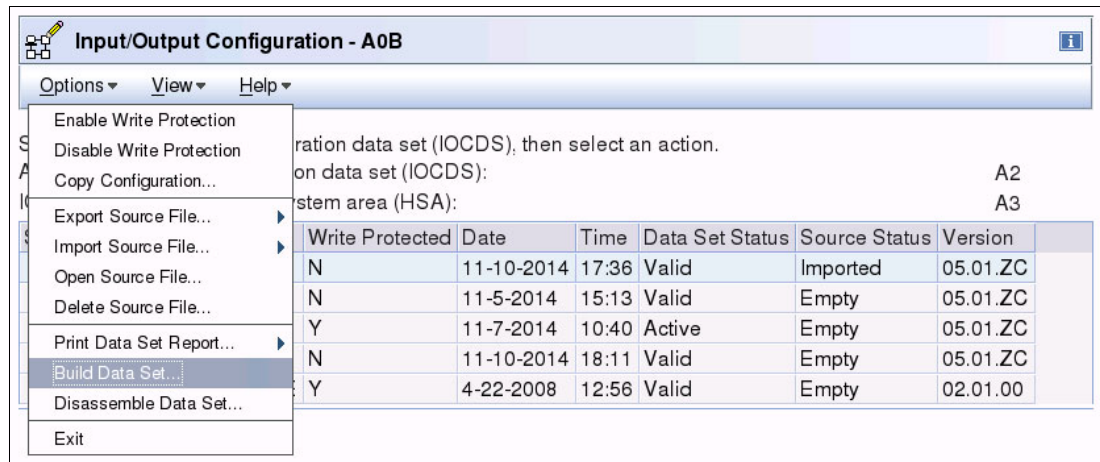 Input/Output Configuration - A0B
i
Options View Help
Enable Write Protection
Disable Write Protection
Copy Configuration...
Export Source File...
Import Source File...
Open Source File...
Delete Source File...
Print Data Set Report...
Build Data Set...
Disassemble Data Set...
Exit
ration data set (IOCDS), then select an action.
on data set (IOCDS): A2
stem area (HSA): A3
Write Protected Date Time Data Set Status Source Status Version
N 11-10-2014 17:36 Valid Imported 05.01.ZC
N 11-5-2014 15:13 Valid Empty 05.01.ZC
Y 11-7-2014 10:40 Active Empty 05.01.ZC
N 11-10-2014 18:11 Valid Empty 05.01.ZC
Y 4-22-2008 12:56 Valid Empty 02.01.00